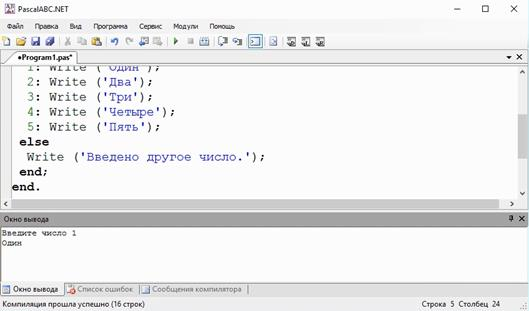 PascalABC.NET
Файл Правка Вид Программа Сервис Модули Помощь
•Program1.pas*
1: Write ('Один');
2: Write ('Два');
3: Write ('Три');
4: Write ('Четыре');
5: Write ('Пять');
else
Write ('Введено другое число.');
end;
end.
Окно вывода
Введите число 1
Один
Окно вывода Список ошибок Сообщения компилятора
Компиляция прошла успешно (16 строк) Строка 5 Столбец 24